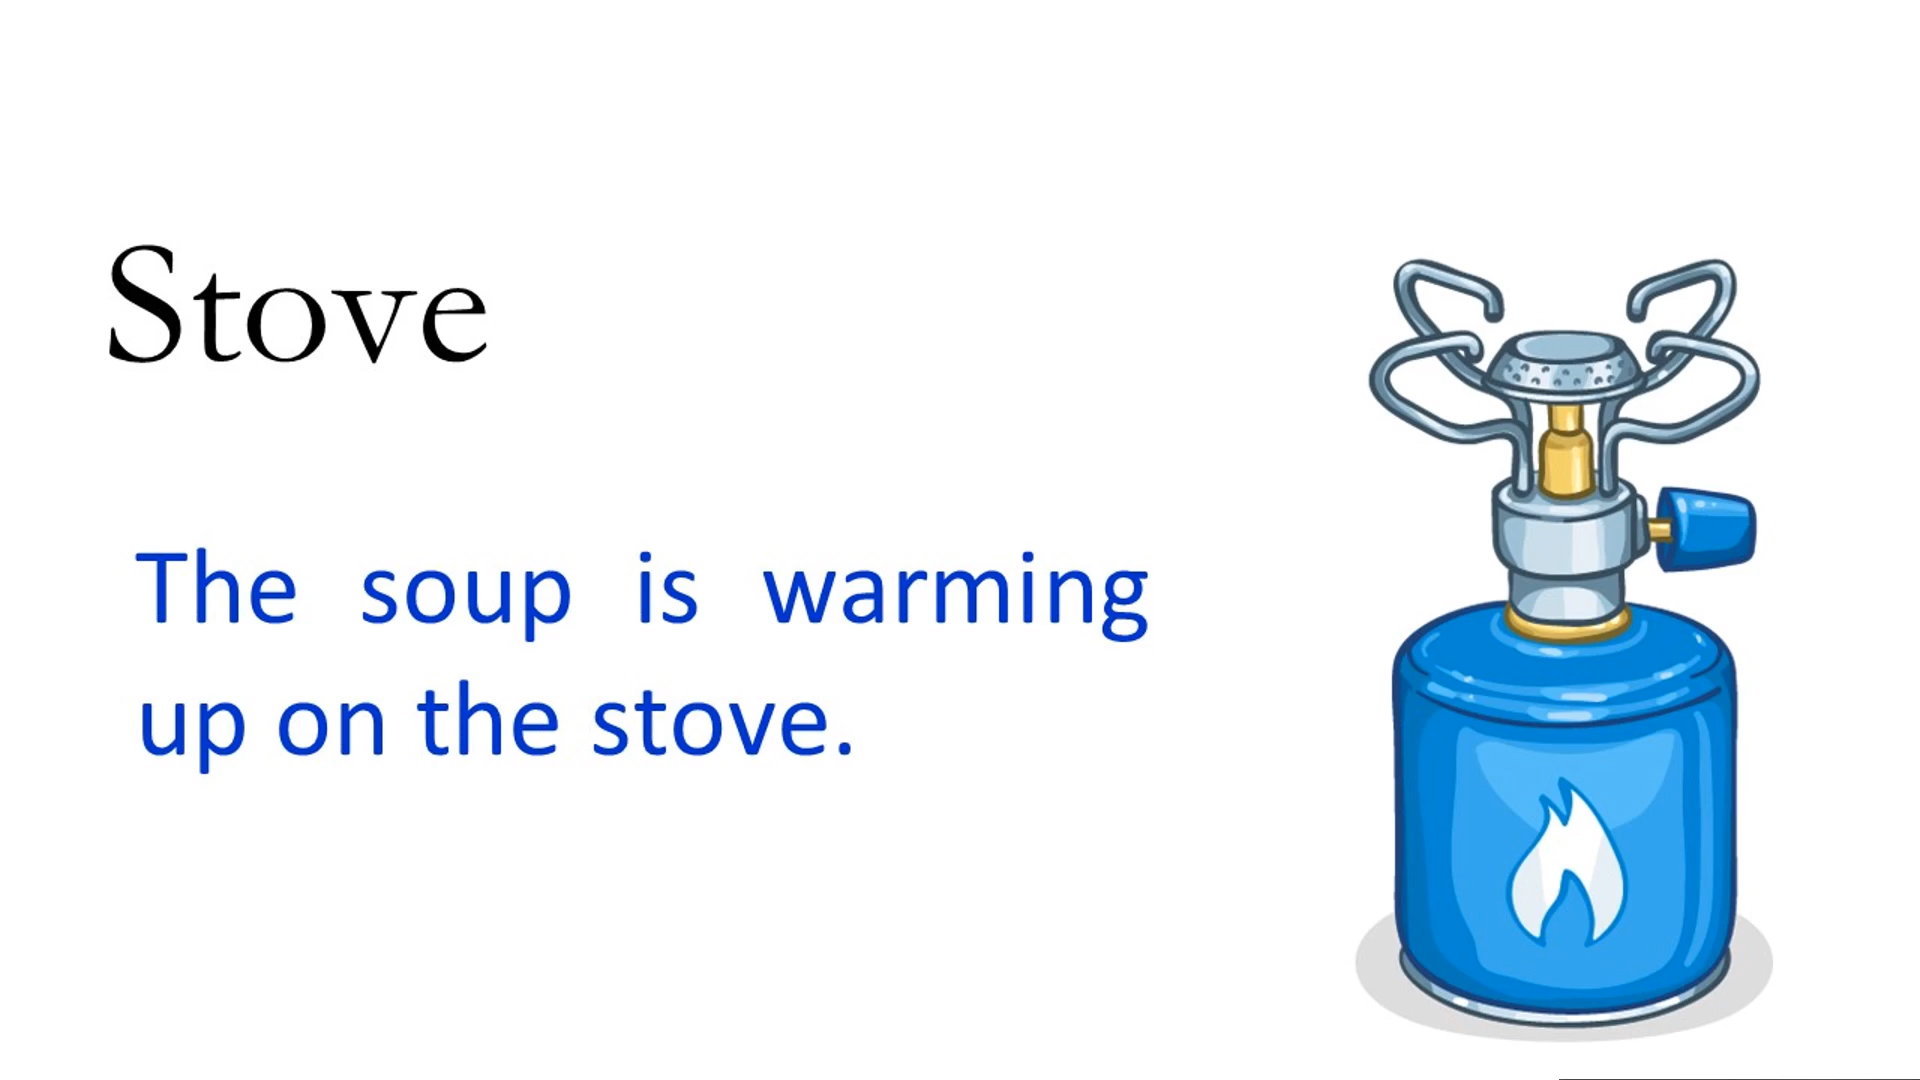 Stove
The soup is warming
up on the stove.